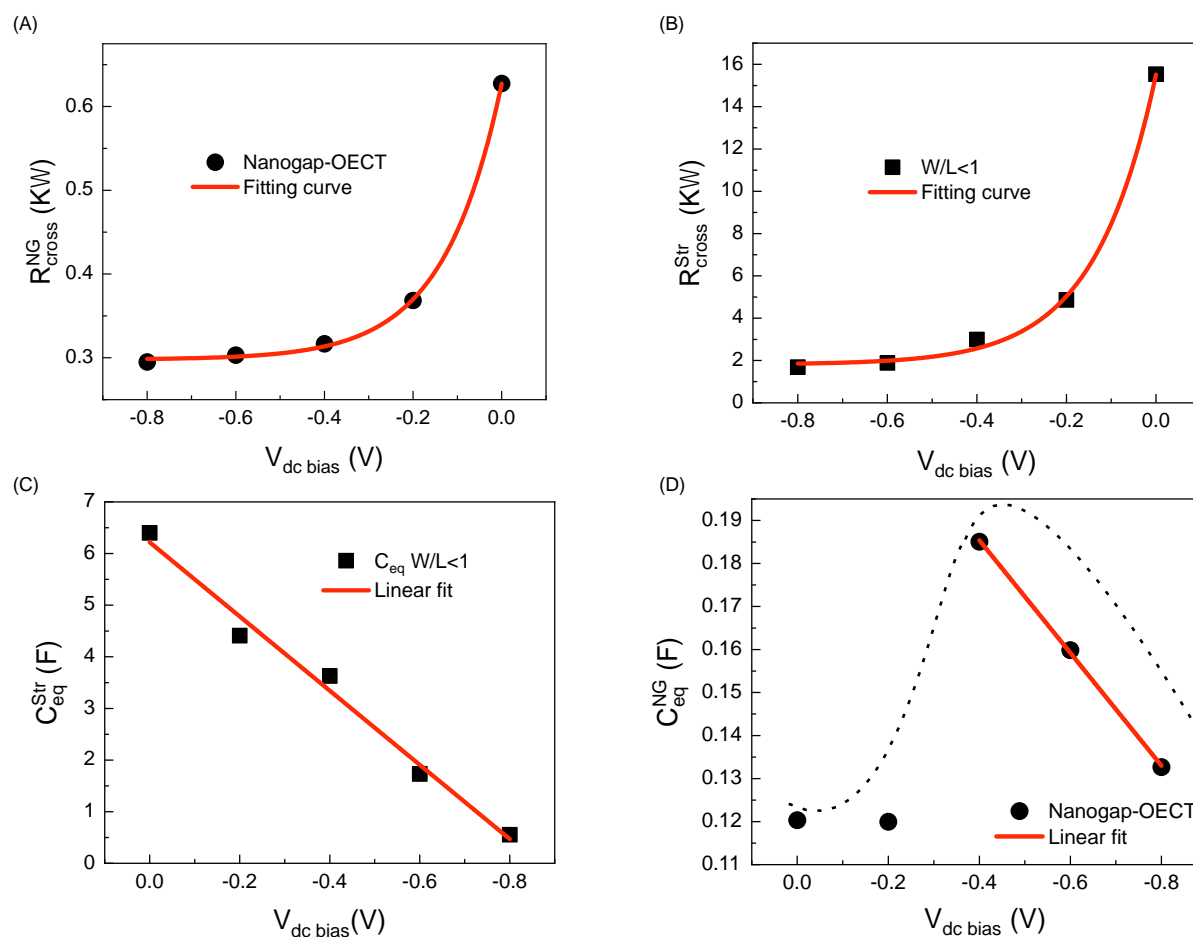 (A)
0.6
0.5
0.4
0.3
R^NG_cross (KW)
Nanogap-OECT
Fitting curve
-0.8 -0.6 -0.4 -0.2 0.0
V_dc bias (V)
(B)
16
14
12
10
8
6
4
2
0
R^Str_cross (KW)
W/L<1
Fitting curve
-0.8 -0.6 -0.4 -0.2 0.0
V_dc bias (V)
(C)
7
6
5
4
3
2
1
0
C^Str_eq (F)
C_eq W/L<1
Linear fit
0.0 -0.2 -0.4 -0.6 -0.8
V_dc bias (V)
(D)
0.19
0.18
0.17
0.16
0.15
0.14
0.13
0.12
0.11
C^NG_eq (F)
Nanogap-OECT
Linear fit
0.0 -0.2 -0.4 -0.6 -0.8
V_dc bias (V)